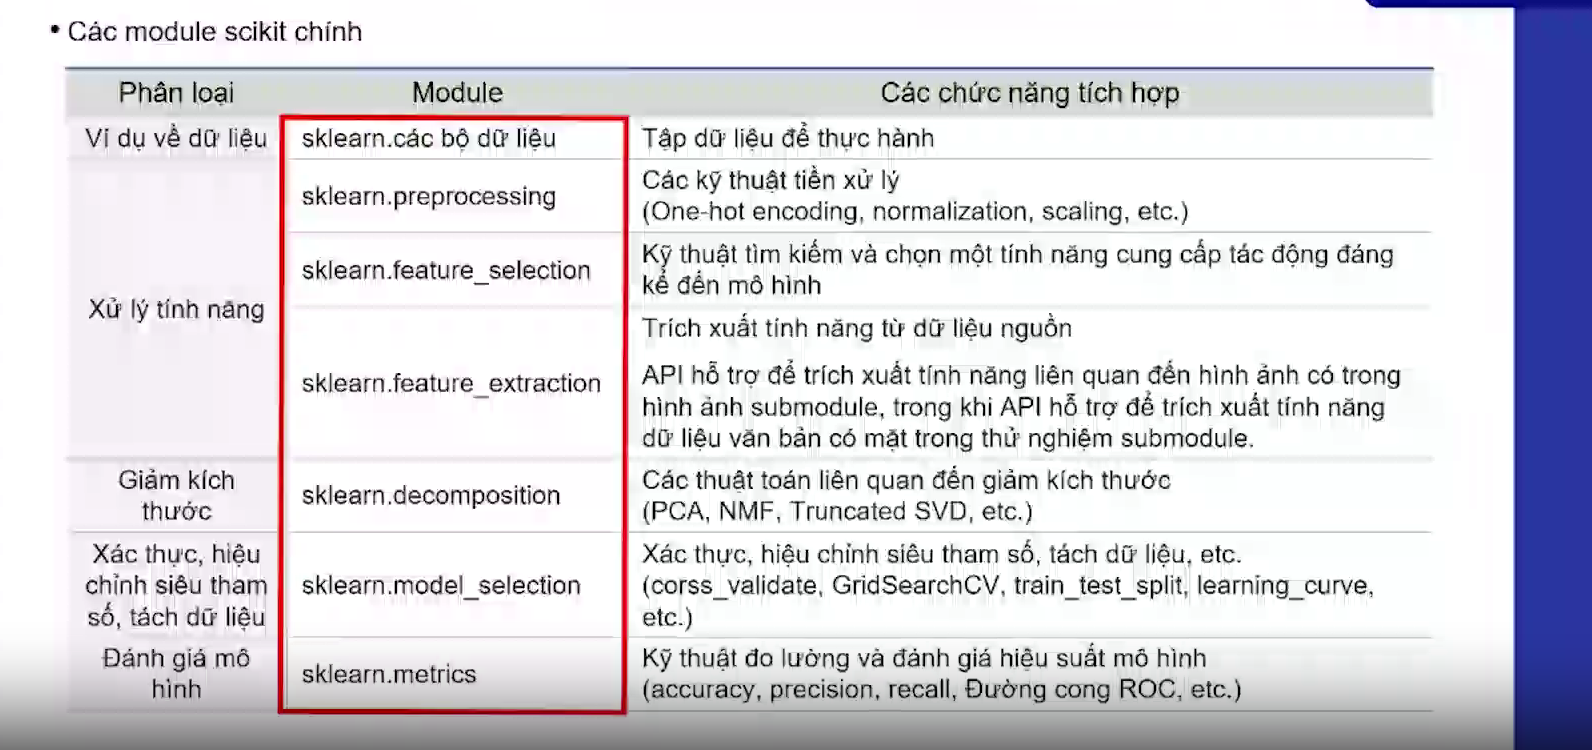 • Các module scikit chính
Phân loại Module Các chức năng tích hợp
Ví dụ về dữ liệu sklearn.các bộ dữ liệu Tập dữ liệu để thực hành
Xử lý tính năng
sklearn.preprocessing
Các kỹ thuật tiền xử lý
(One-hot encoding, normalization, scaling, etc.)
sklearn.feature_selection
Kỹ thuật tìm kiếm và chọn một tính năng cung cấp tác động đáng
kể đến mô hình
sklearn.feature_extraction
Trích xuất tính năng từ dữ liệu nguồn
API hỗ trợ để trích xuất tính năng liên quan đến hình ảnh có trong
hình ảnh submodule, trong khi API hỗ trợ để trích xuất tính năng
dữ liệu văn bản có mặt trong thử nghiệm submodule.
Giảm kích
thước
sklearn.decomposition
Các thuật toán liên quan đến giảm kích thước
(PCA, NMF, Truncated SVD, etc.)
Xác thực, hiệu
chỉnh siêu tham
số, tách dữ liệu
sklearn.model_selection
Xác thực, hiệu chỉnh siêu tham số, tách dữ liệu, etc.
(corss_validate, GridSearchCV, train_test_split, learning_curve,
etc.)
Đánh giá mô
hình
sklearn.metrics
Kỹ thuật đo lường và đánh giá hiệu suất mô hình
(accuracy, precision, recall, Đường cong ROC, etc.)